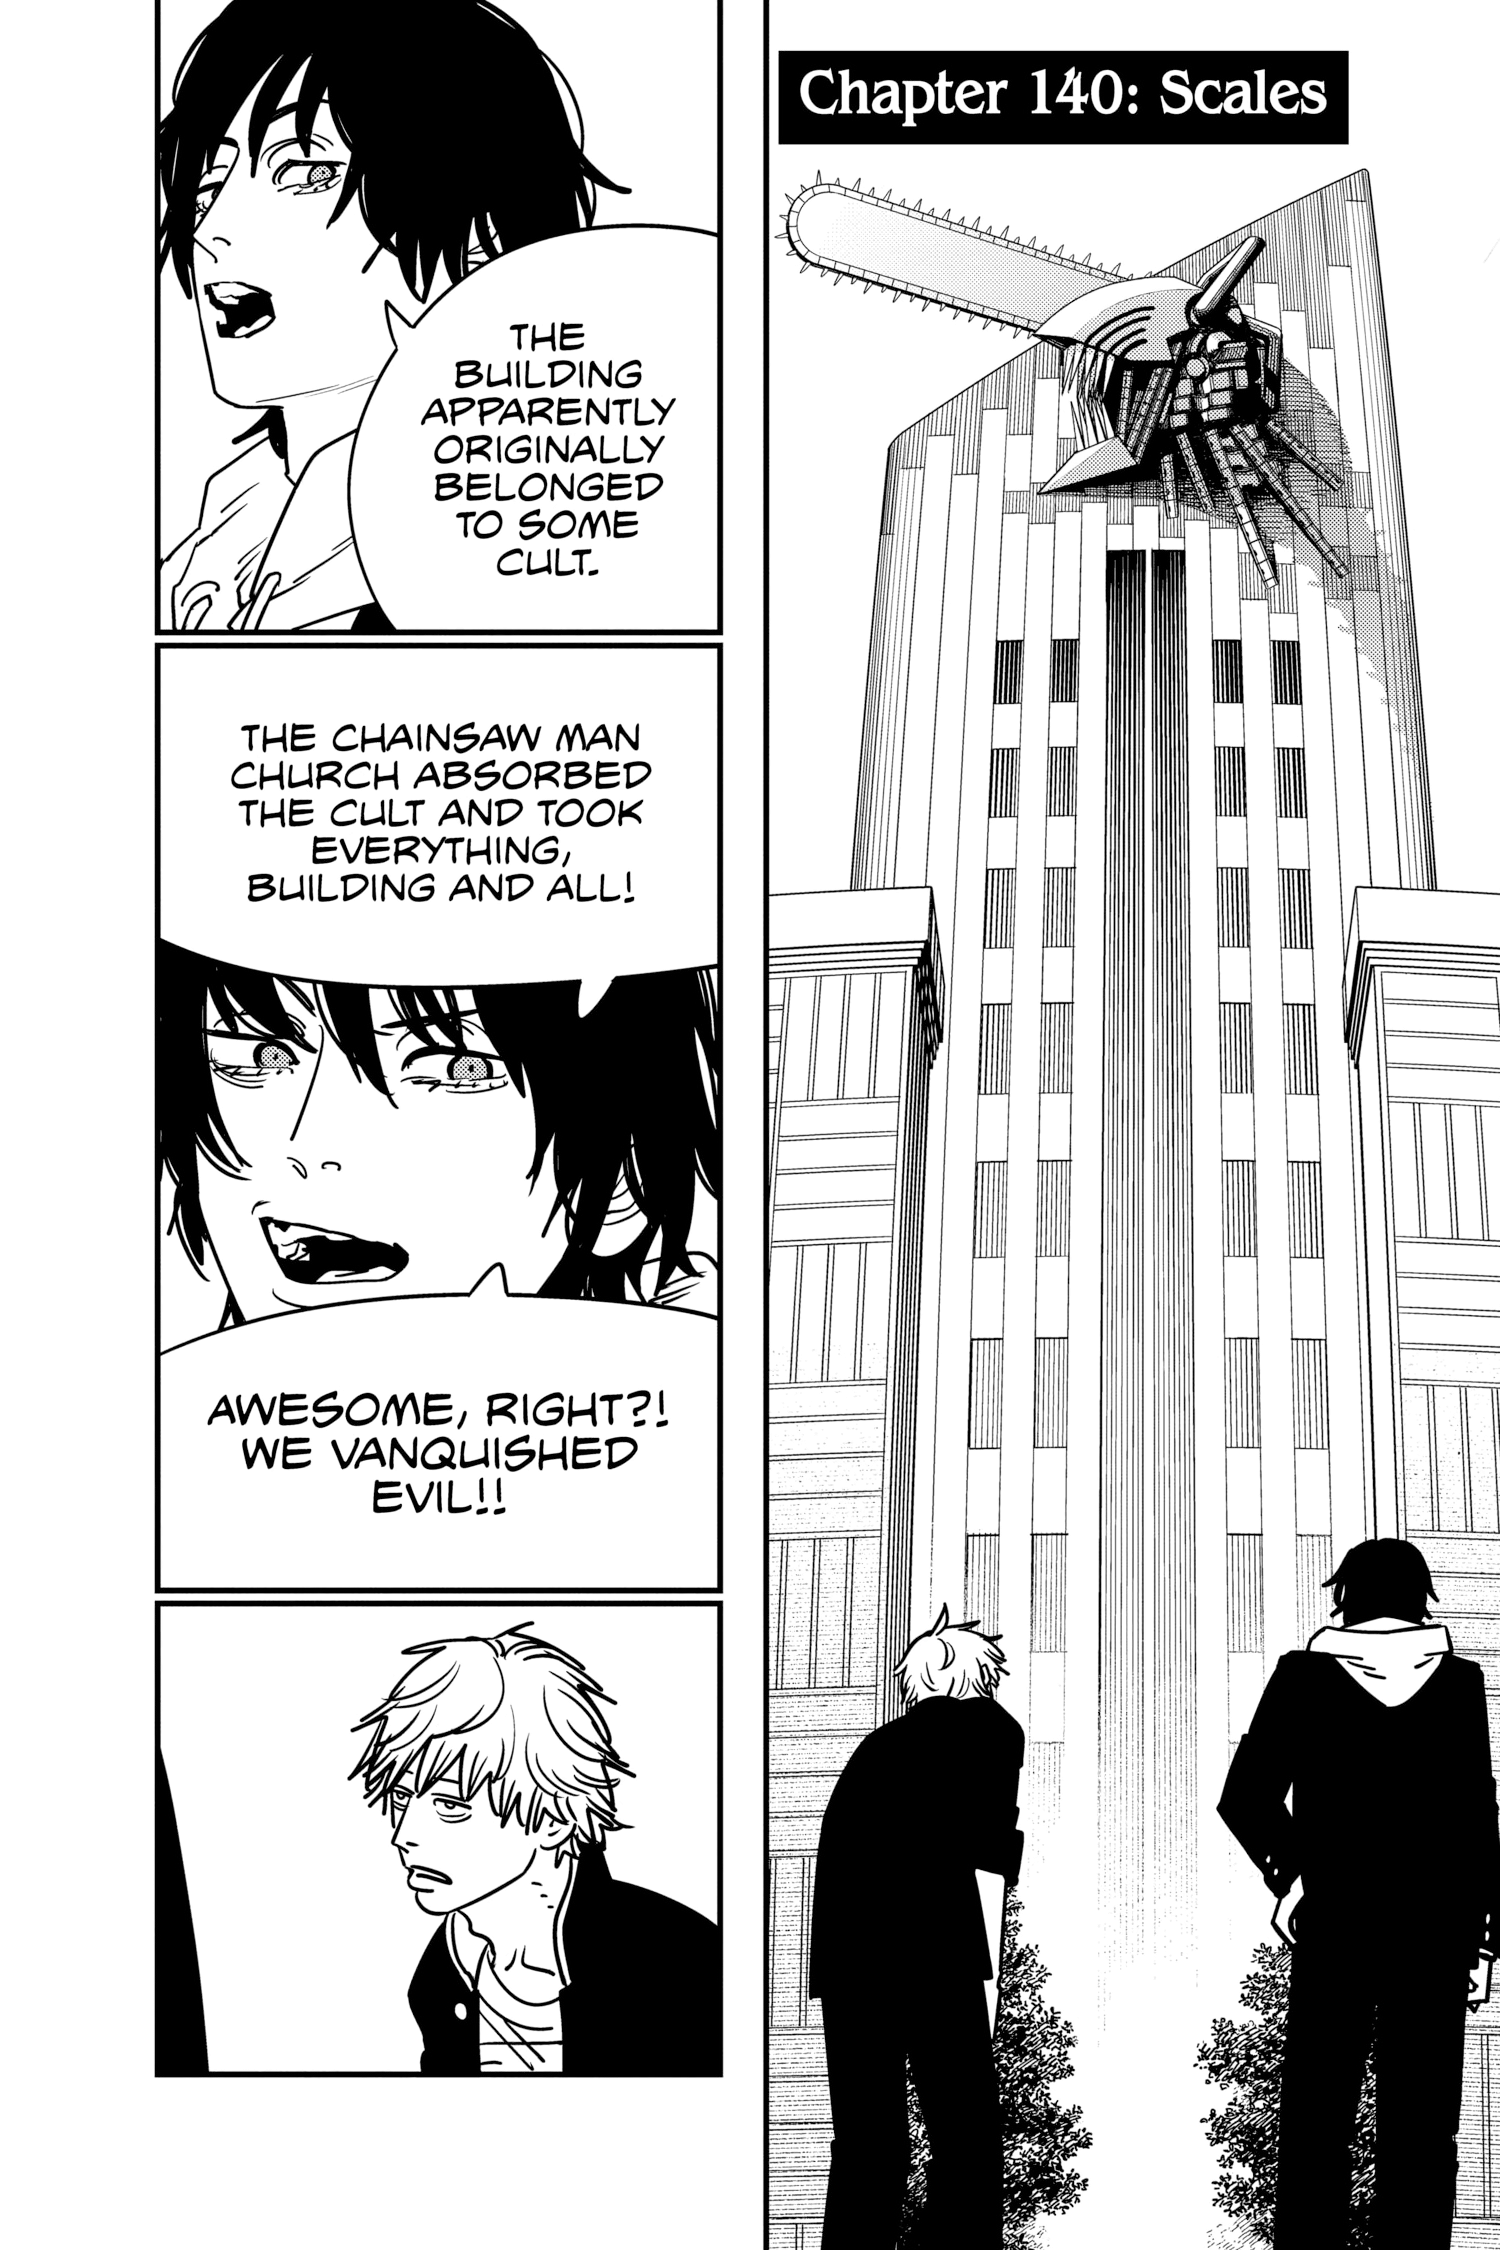 Chapter 140: Scales
THE
BUILDING
APPARENTLY
ORIGINALLY
BELONGED
TO SOME
CULT.
THE CHAINSAW MAN
CHURCH ABSORBED
THE CULT AND TOOK
EVERYTHING,
BUILDING AND ALL!
AWESOME, RIGHT?!
WE VANQUISHED
EVIL!!